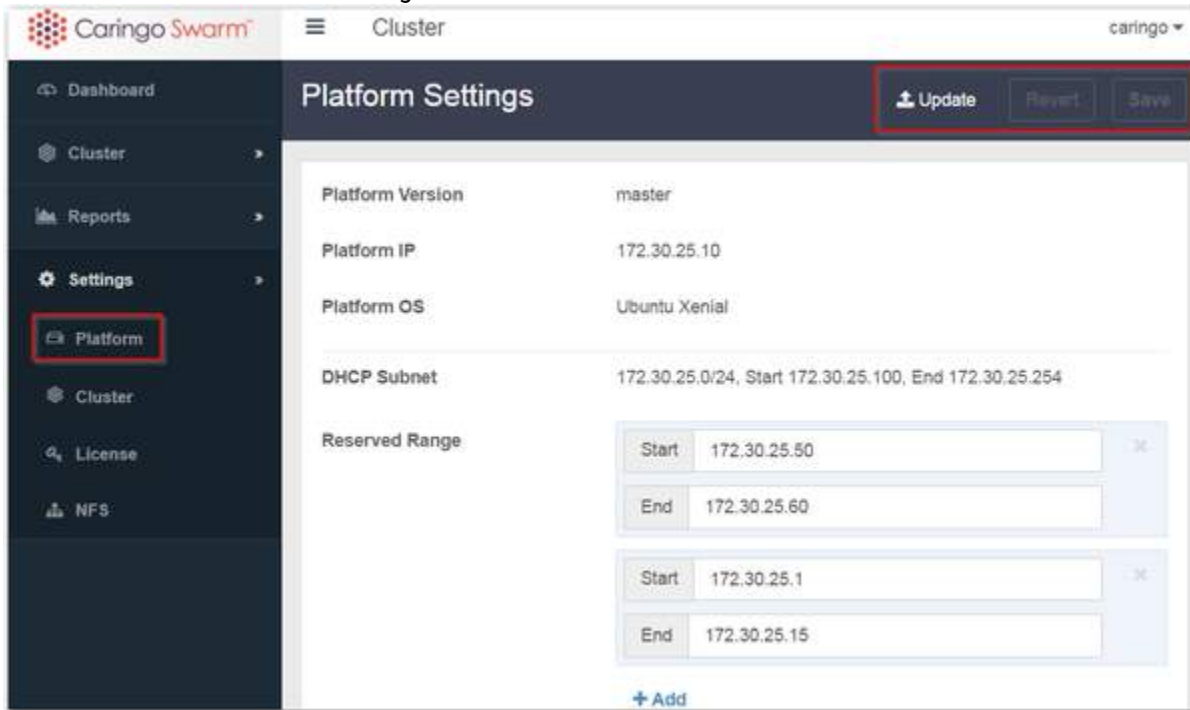 Caringo Swarm™
Cluster
caringo
Dashboard
Cluster
Reports
Settings
Platform
Cluster
License
NFS
Platform Settings
Update
Revert
Save
Platform Version master
Platform IP 172.30.25.10
Platform OS Ubuntu Xenial
DHCP Subnet 172.30.25.0/24, Start 172.30.25.100, End 172.30.25.254
Reserved Range
Start 172.30.25.50
End 172.30.25.60
Start 172.30.25.1
End 172.30.25.15
+ Add